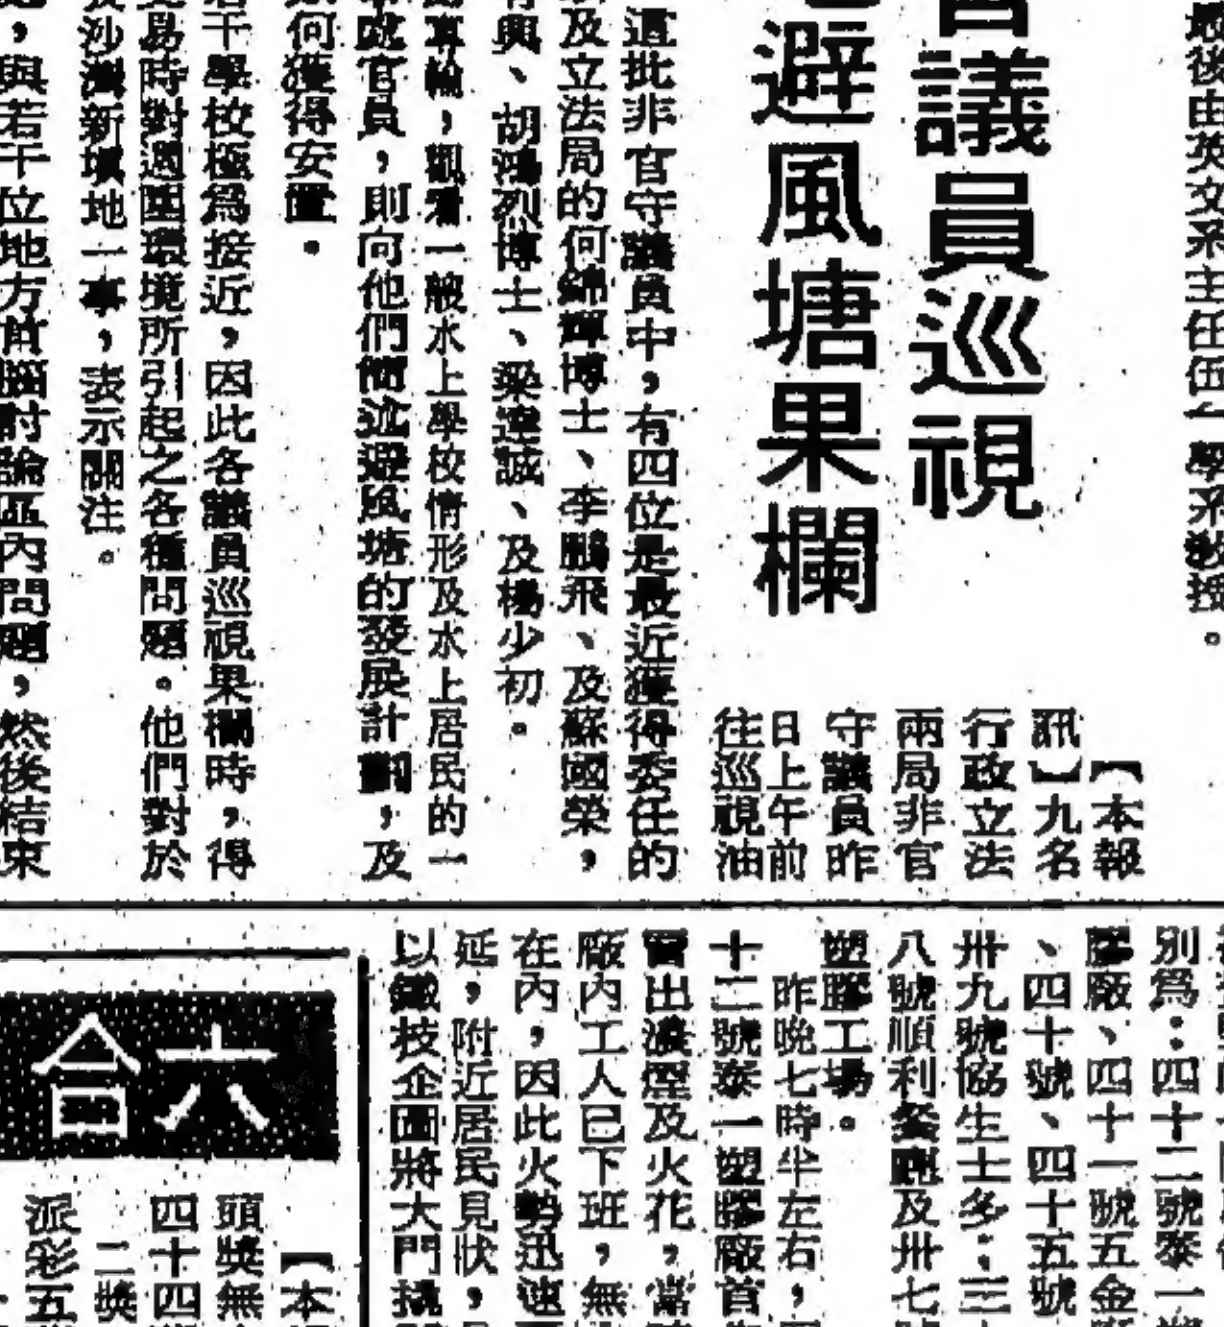 最後由英文系主任伍
學系教授。
議員巡視
避風塘果欄
【本報
訊】九名
行政立法
兩局非官
守議員昨
日上午前
往巡視油
這批非官守議員中，有四位是最近獲得委任的
及立法局的何錦輝博士、李鵬飛、及蘇國榮，
興、胡鴻烈博士、梁達誠、及楊少初。
專輪，觀看一艘水上學校情形及水上居民的一
處官員，則向他們簡述避風塘的發展計劃，及
何獲得安置。
干學校極爲接近，因此各議員巡視果欄時，得
易時對週圍環境所引起之各種問題。他們對於
沙灣新填地一事，表示關注。
，與若干位地方首腦討論區內問題，然後結束
別爲：四十二號泰一
膠廠、四十一號五金
、四十號、四十五號
卅九號協生士多；三
八號順利餐廳及卅七
塑膠工場。
昨晚七時半左右，
十二號泰一塑膠廠首
冒出濃煙及火花，當
廠內工人已下班，無
在內，因此火勢迅速
延，附近居民見狀，
以鐵枝企圖將大門撬
六合
【本
頭獎無
四十四
二獎
派彩五